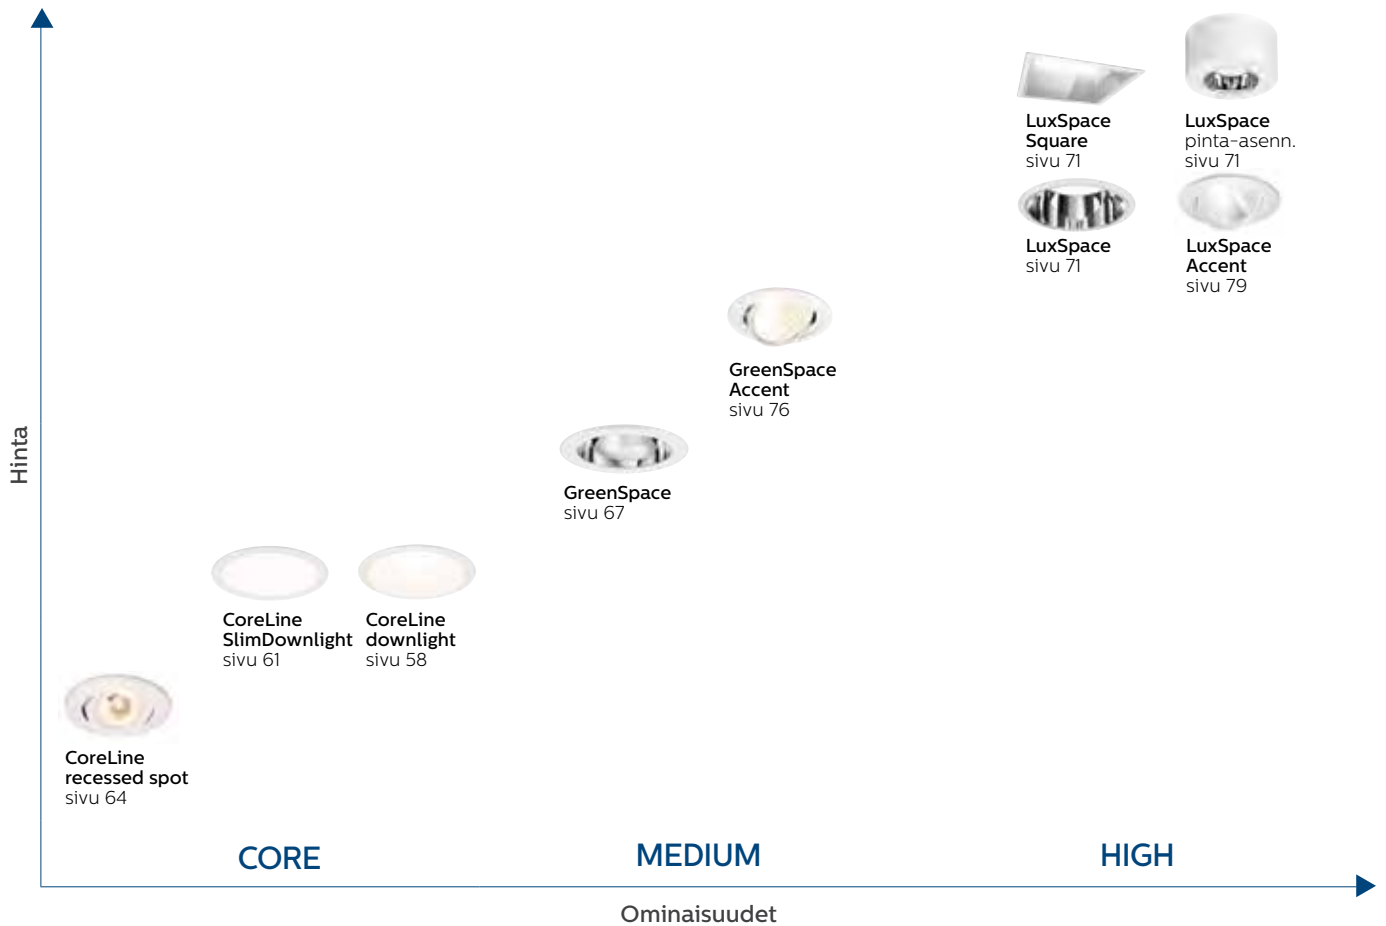 LuxSpace
Square
sivu 71
LuxSpace
pinta-asenn.
sivu 71
LuxSpace
sivu 71
LuxSpace
Accent
sivu 79
GreenSpace
Accent
sivu 76
Hinta
GreenSpace
sivu 67
CoreLine
SlimDownlight
sivu 61
CoreLine
downlight
sivu 58
CoreLine
recessed spot
sivu 64
CORE
MEDIUM
HIGH
Ominaisuudet